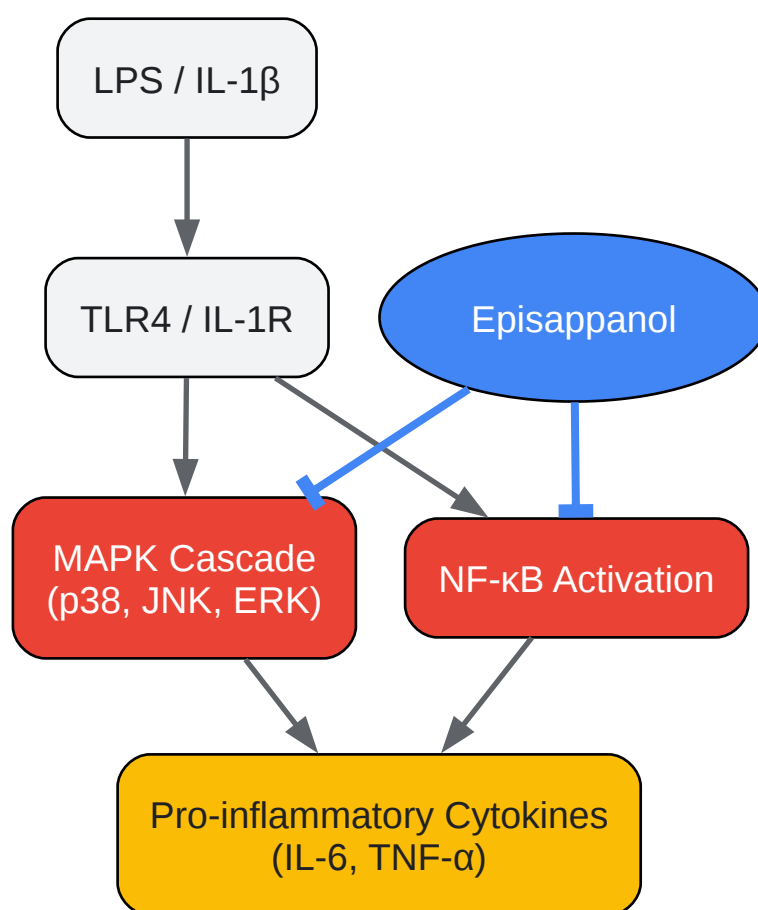 LPS / IL-1β
TLR4 / IL-1R
Episappanol
MAPK Cascade
(p38, JNK, ERK)
NF-κB Activation
Pro-inflammatory Cytokines
(IL-6, TNF-α)